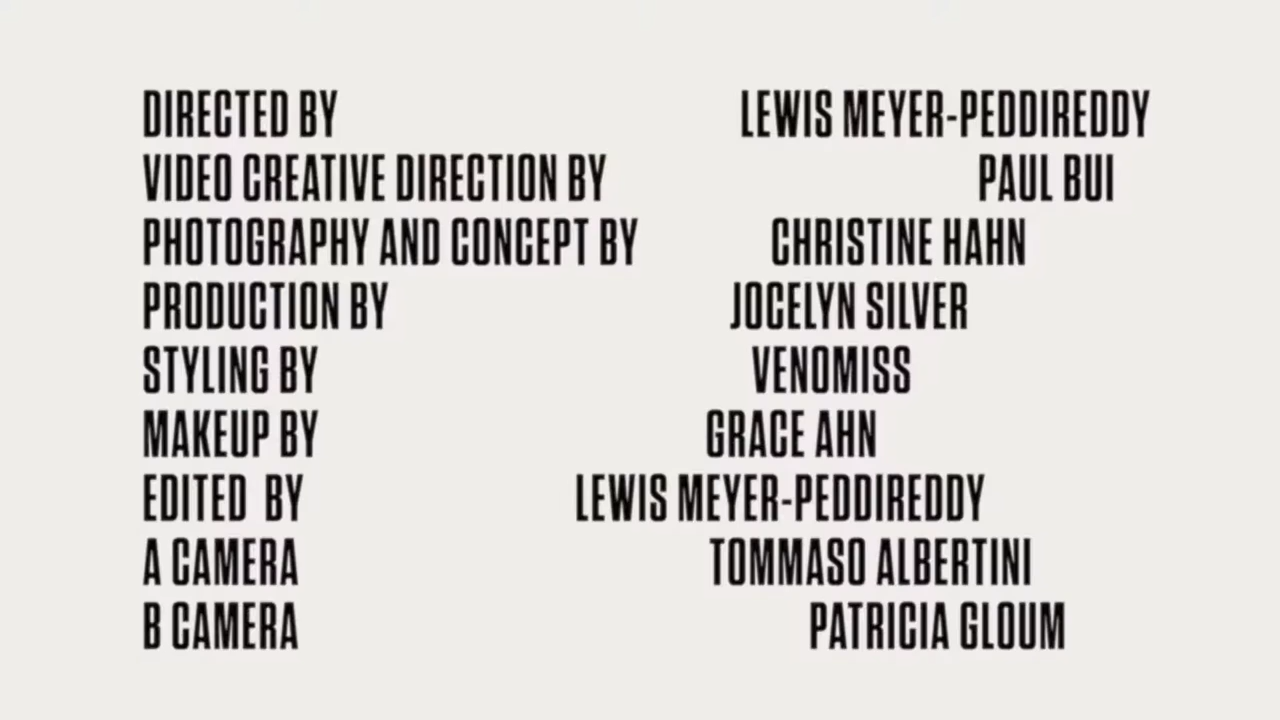 DIRECTED BY LEWIS MEYER-PEDDIREDDY
VIDEO CREATIVE DIRECTION BY PAUL BUI
PHOTOGRAPHY AND CONCEPT BY CHRISTINE HAHN
PRODUCTION BY JOCELYN SILVER
STYLING BY VENOMISS
MAKEUP BY GRACE AHN
EDITED BY LEWIS MEYER-PEDDIREDDY
A CAMERA TOMMASO ALBERTINI
B CAMERA PATRICIA GLOUM